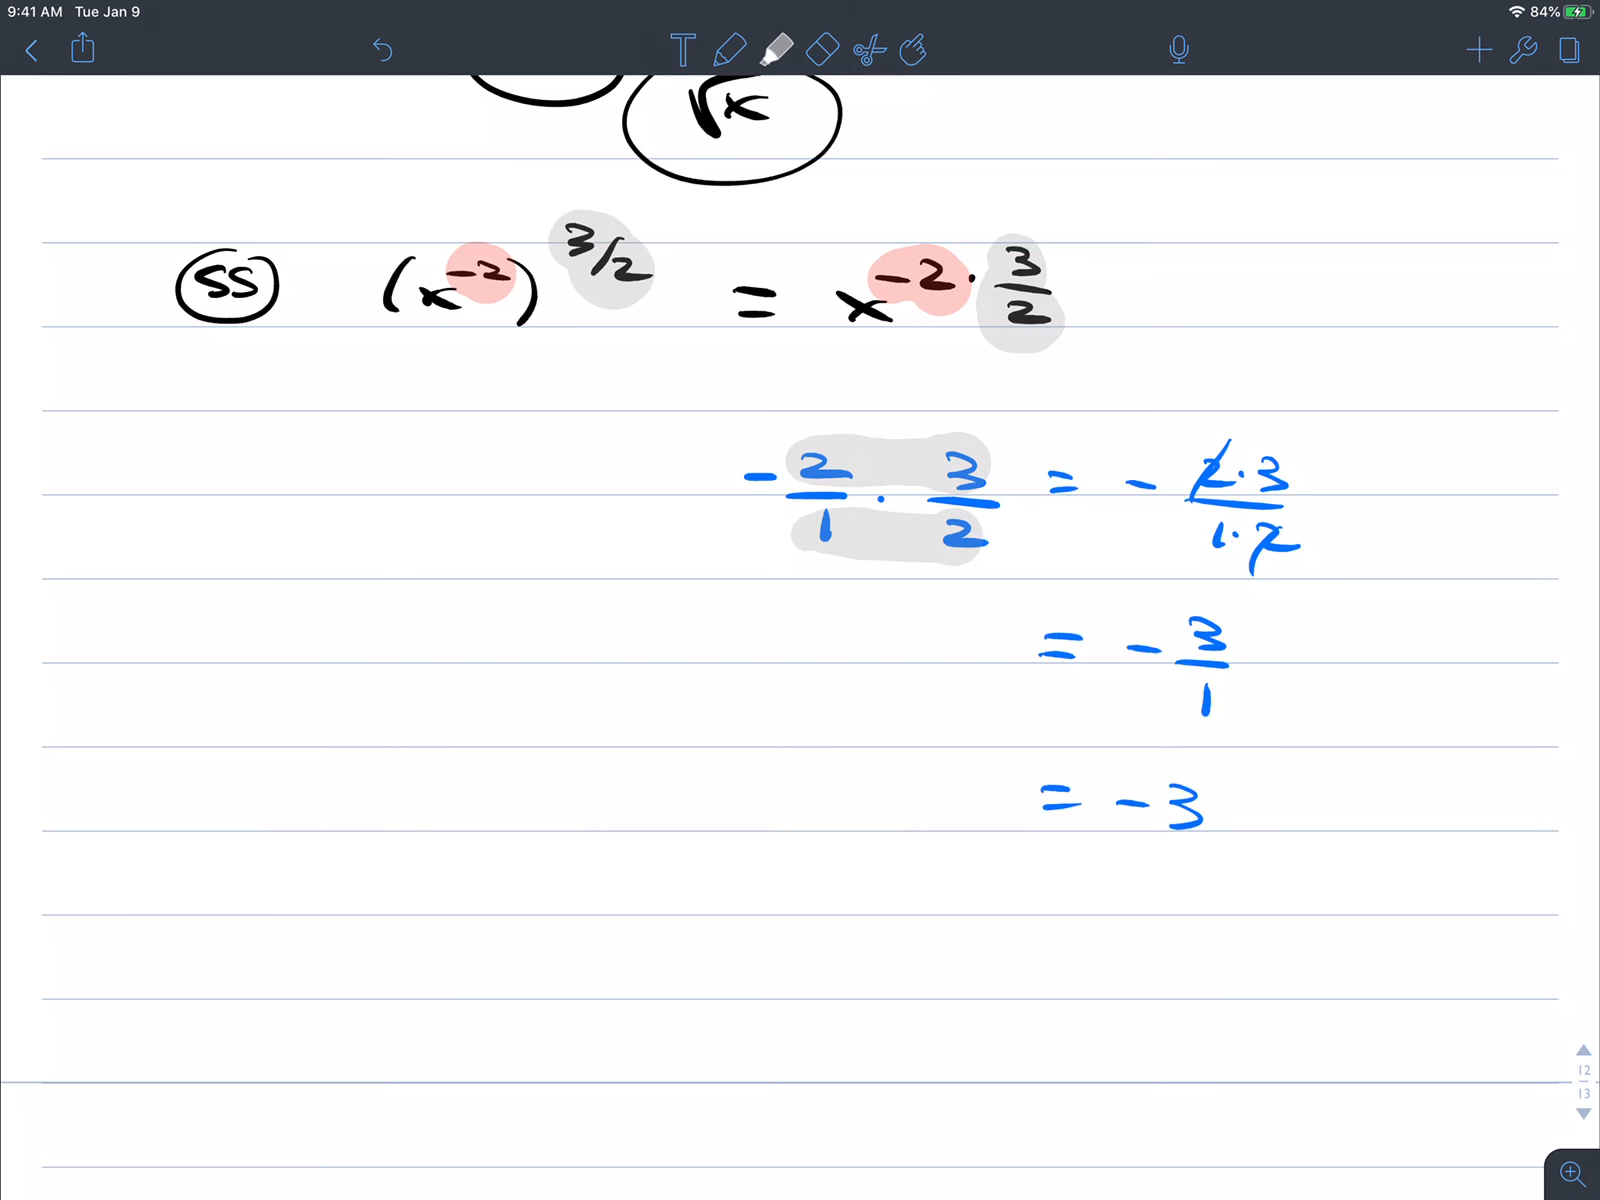 9:41 AM Tue Jan 9
84%
T
√x
55 (x^-2)^3/2 = x^-2 · 3/2
- 2/1 · 3/2 = - 2·3/1·2
= - 3/1
= - 3
12
13